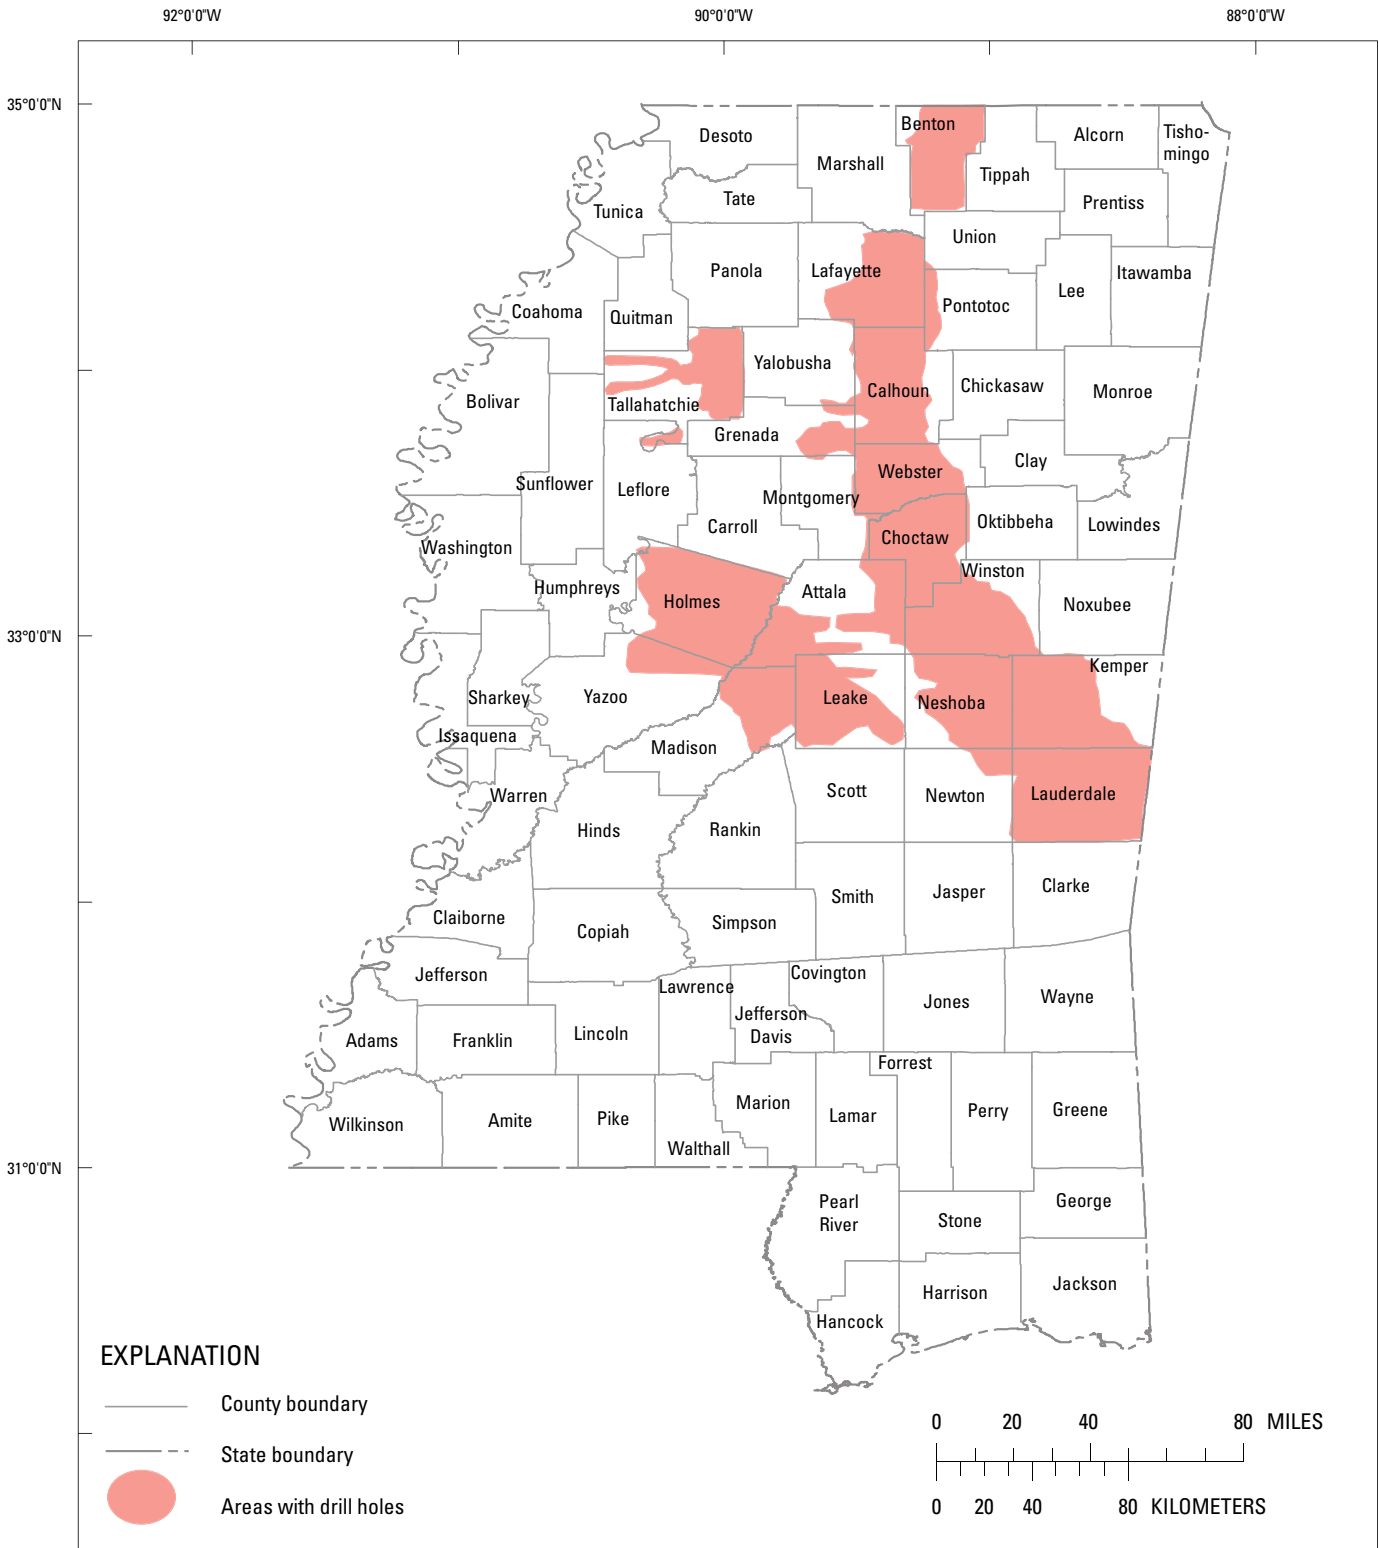 92°0'0"W
90°0'0"W
88°0'0"W
35°0'0"N
33°0'0"N
31°0'0"N
Benton
Desoto
Alcorn
Tisho-
mingo
Marshall
Tippah
Tate
Prentiss
Tunica
Union
Panola
Lafayette
Itawamba
Lee
Pontotoc
Coahoma
Quitman
Yalobusha
Calhoun
Chickasaw
Monroe
Bolivar
Tallahatchie
Grenada
Clay
Webster
Sunflower
Leflore
Montgomery
Carroll
Oktibbeha
Lowindes
Choctaw
Washington
Winston
Humphreys
Attala
Holmes
Noxubee
Kemper
Sharkey
Yazoo
Leake
Neshoba
Issaquena
Madison
Warren
Scott
Newton
Lauderdale
Hinds
Rankin
Clarke
Jasper
Smith
Claiborne
Simpson
Copiah
Jefferson
Covington
Lawrence
Wayne
Jones
Jefferson
Davis
Adams
Franklin
Lincoln
Forrest
Marion
Lamar
Perry
Greene
Wilkinson
Amite
Pike
Walthall
Pearl
River
George
Stone
Jackson
Harrison
Hancock
EXPLANATION
County boundary
State boundary
Areas with drill holes
0 20 40 80 MILES
0 20 40 80 KILOMETERS